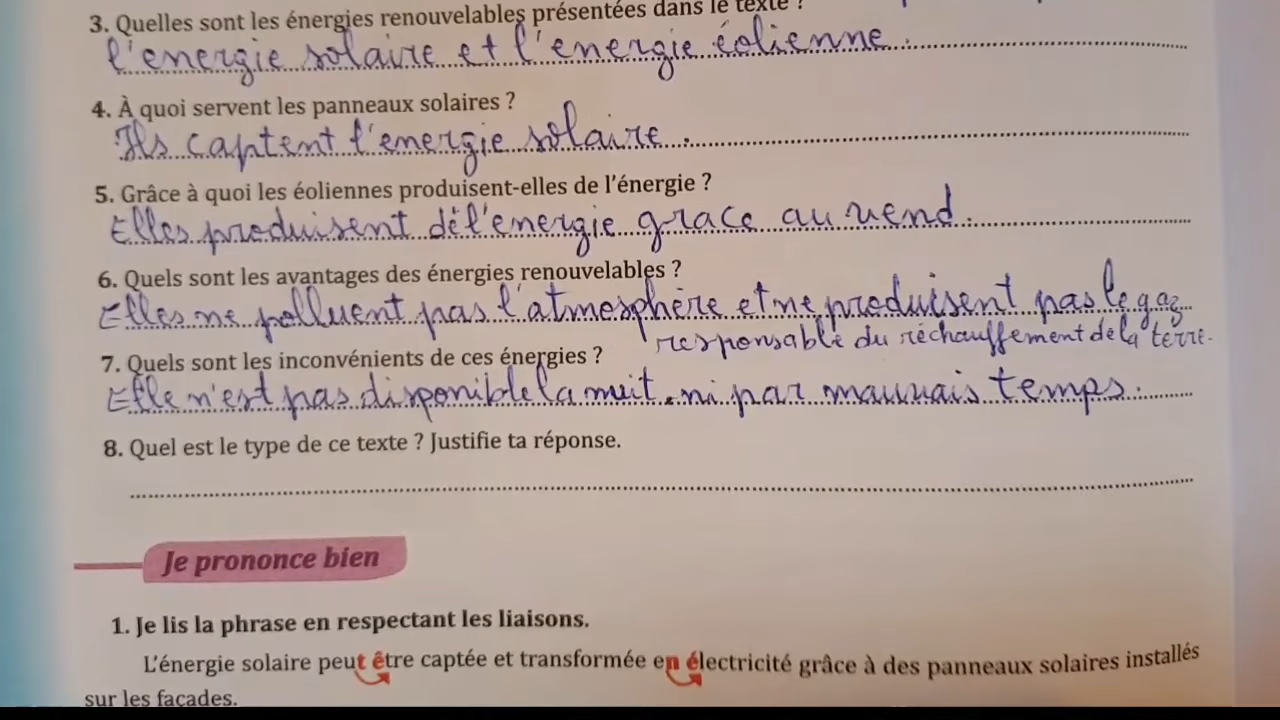 3. Quelles sont les énergies renouvelables présentées dans le texte ?
l'energie solaire et l'energie éolienne.
4. À quoi servent les panneaux solaires ?
Ils captent l'energie solaire.
5. Grâce à quoi les éoliennes produisent-elles de l'énergie ?
Elles produisent dél'energie grace au vend.
6. Quels sont les avantages des énergies renouvelables ?
Elles ne polluent pas l'atmosphère et ne produisent pas le gaz
responsable du réchauffement de la terre.
7. Quels sont les inconvénients de ces énergies ?
Elle n'est pas disponible la nuit, ni par mauvais temps.
8. Quel est le type de ce texte ? Justifie ta réponse.
Je prononce bien
1. Je lis la phrase en respectant les liaisons.
L'énergie solaire peut être captée et transformée en électricité grâce à des panneaux solaires installés
sur les façades.